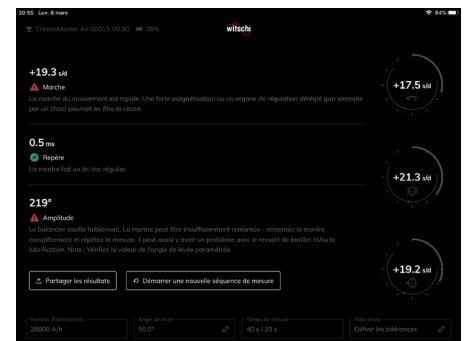 20:55 Lun. 8 mars 84%
ChronoMaster Air 00013 V0.90 38%
witschi
+19.3 s/d
Marche
La marche du mouvement est rapide. Une forte magnétisation ou un organe de régulation déréglé (par exemple
par un choc) pourrait en être la cause.
+17.5 s/d
0.5 ms
Repère
La montre fait un tic-tac régulier
+21.3 s/d
219°
Amplitude
Le balancier oscille faiblement. La montre peut être insuffisamment remontée - remontez la montre
complètement et répétez la mesure. Il peut aussi y avoir un problème avec le ressort de barillet et/ou la
lubrification. Note : Vérifiez la valeur de l'angle de levée paramétrée.
+19.2 s/d
Partager les résultats
Démarrer une nouvelle séquence de mesure
Nombre d'alternances Angle de levée Temps de mesure Tolérances
28800 A/h 50.0° 40 s / 20 s Définir les tolérances